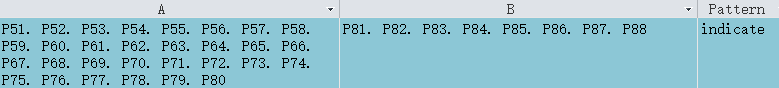 A B Pattern
P51. P52. P53. P54. P55. P56. P57. P58. P81. P82. P83. P84. P85. P86. P87. P88 indicate
P59. P60. P61. P62. P63. P64. P65. P66.
P67. P68. P69. P70. P71. P72. P73. P74.
P75. P76. P77. P78. P79. P80